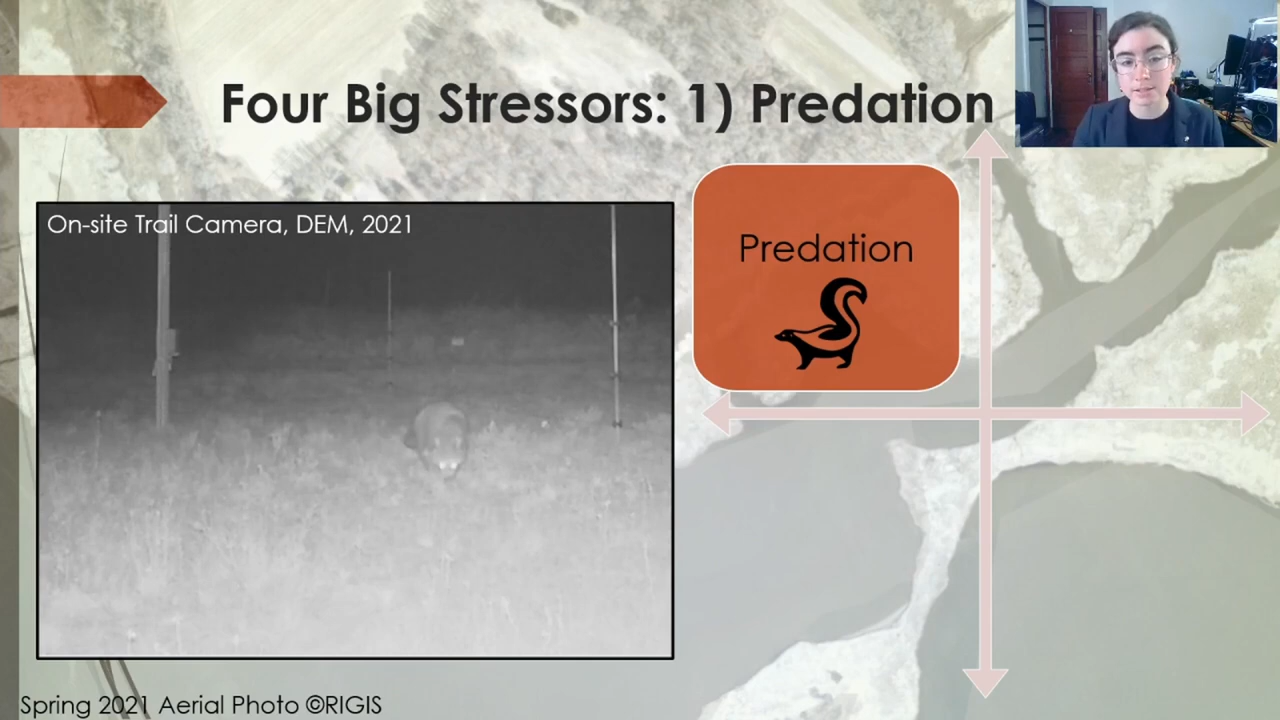 Four Big Stressors: 1) Predation
On-site Trail Camera, DEM, 2021
Predation
Spring 2021 Aerial Photo ©RIGIS